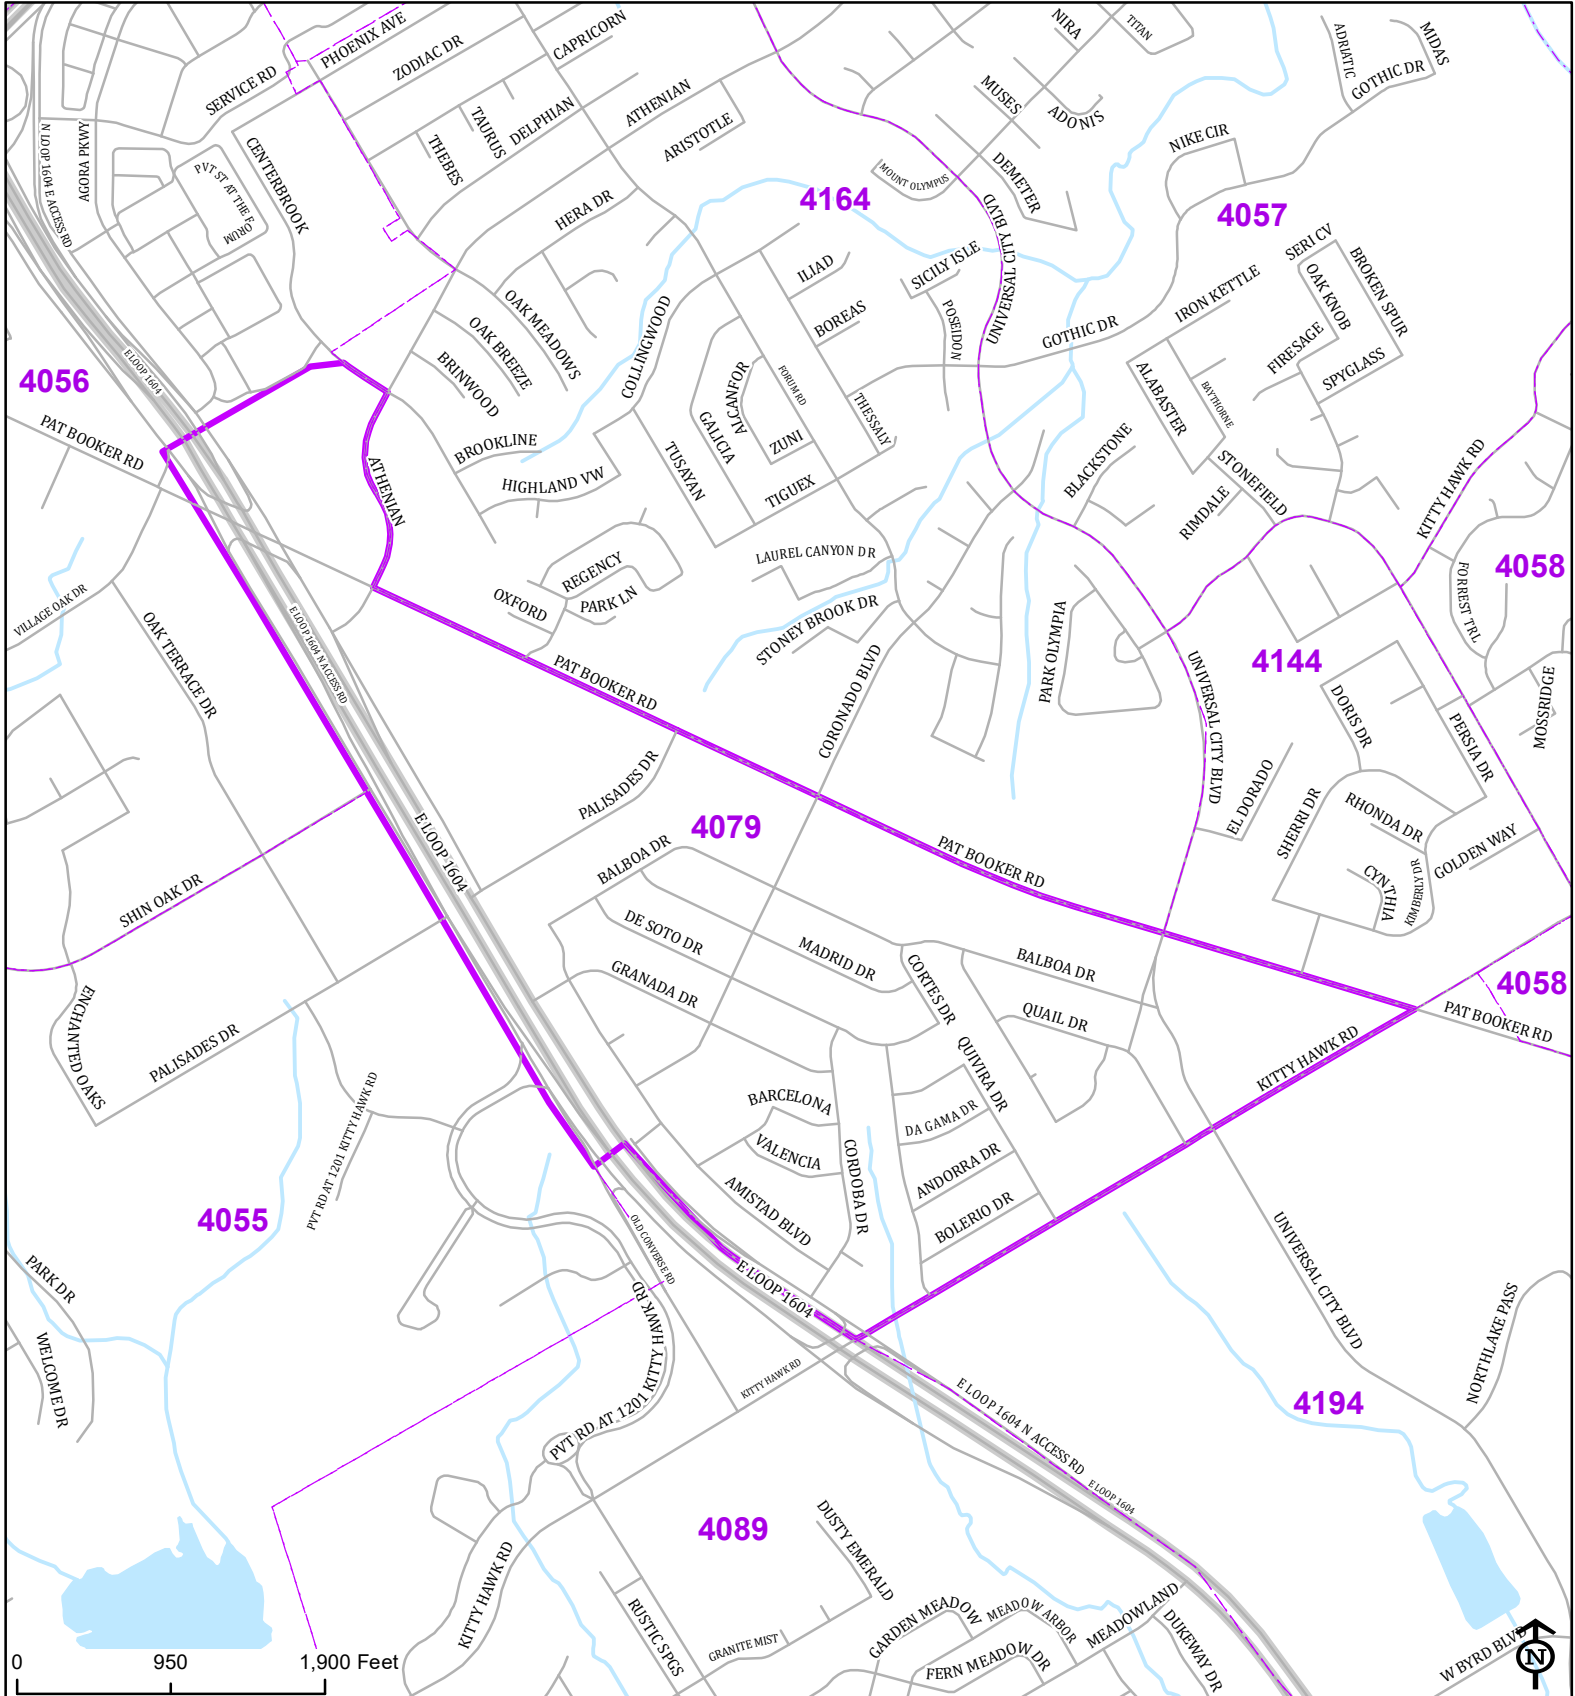 PHOENIX AVE
ZODIAC DR
CAPRICORN
NIRA
TITAN
ADRIATIC
MIDAS
GOTHIC DR
SERVICE RD
N LOOP 1604 E ACCESS RD
AGORA PKWY
CENTERBROOK
PVT ST AT THE FORUM
THEBES
TAURUS
DELPHIAN
ATHENIAN
ARISTOTLE
MUSES
ADONIS
NIKE CIR
MOUNT OLYMPUS
DEMETER
4164
4057
HERA DR
UNIVERSAL CITY BLVD
ILIAD
SICILY ISLE
SERI CV
BROKEN SPUR
OAK KNOB
IRON KETTLE
OAK MEADOWS
OAK BREEZE
BRINWOOD
COLLINGWOOD
BOREAS
POSEIDON
GOTHIC DR
FIRESAGE
SPYGLASS
4056
E LOOP 1604
PAT BOOKER RD
ALCANFOR
GALICIA
FORUM RD
ZUNI
THESSALY
ALABASTER
BAYTHORNE
BROOKLINE
HIGHLAND VW
TUSAYAN
TIGUEX
BLACKSTONE
STONEFIELD
RIMDALE
KITTY HAWK RD
ATHENIAN
LAUREL CANYON DR
REGENCY
OXFORD
PARK LN
STONEY BROOK DR
4058
FORREST TRL
VILLAGE OAK DR
OAK TERRACE DR
E LOOP 1604 N ACCESS RD
PAT BOOKER RD
CORONADO BLVD
PARK OLYMPIA
UNIVERSAL CITY BLVD
4144
DORIS DR
PERSIA DR
MOSSRIDGE
PALISADES DR
4079
EL DORADO
SHERRI DR
RHONDA DR
GOLDEN WAY
CYNTHIA
KIMBERLY DR
E LOOP 1604
BALBOA DR
PAT BOOKER RD
SHIN OAK DR
DE SOTO DR
MADRID DR
GRANADA DR
CORTES DR
BALBOA DR
QUAIL DR
4058
PAT BOOKER RD
ENCHANTED OAKS
PALISADES DR
QUIVIRA DR
KITTY HAWK RD
PVT RD AT 1201 KITTY HAWK RD
BARCELONA
VALENCIA
DA GAMA DR
ANDORRA DR
BOLERIO DR
CORDOBA DR
AMISTAD BLVD
4055
OLD CONVERSE RD
PARK DR
WELCOME DR
E LOOP 1604
UNIVERSAL CITY BLVD
NORTHLAKE PASS
PVT RD AT 1201 KITTY HAWK RD
KITTY HAWK RD
E LOOP 1604 N ACCESS RD
E LOOP 1604
4194
4089
DUSTY EMERALD
KITTY HAWK RD
RUSTIC SPGS
GRANITE MIST
GARDEN MEADOW
MEADOW ARBOR
MEADOWLAND
FERN MEADOW DR
DUKEWAY DR
W BYRD BLVD
N
0 950 1,900 Feet